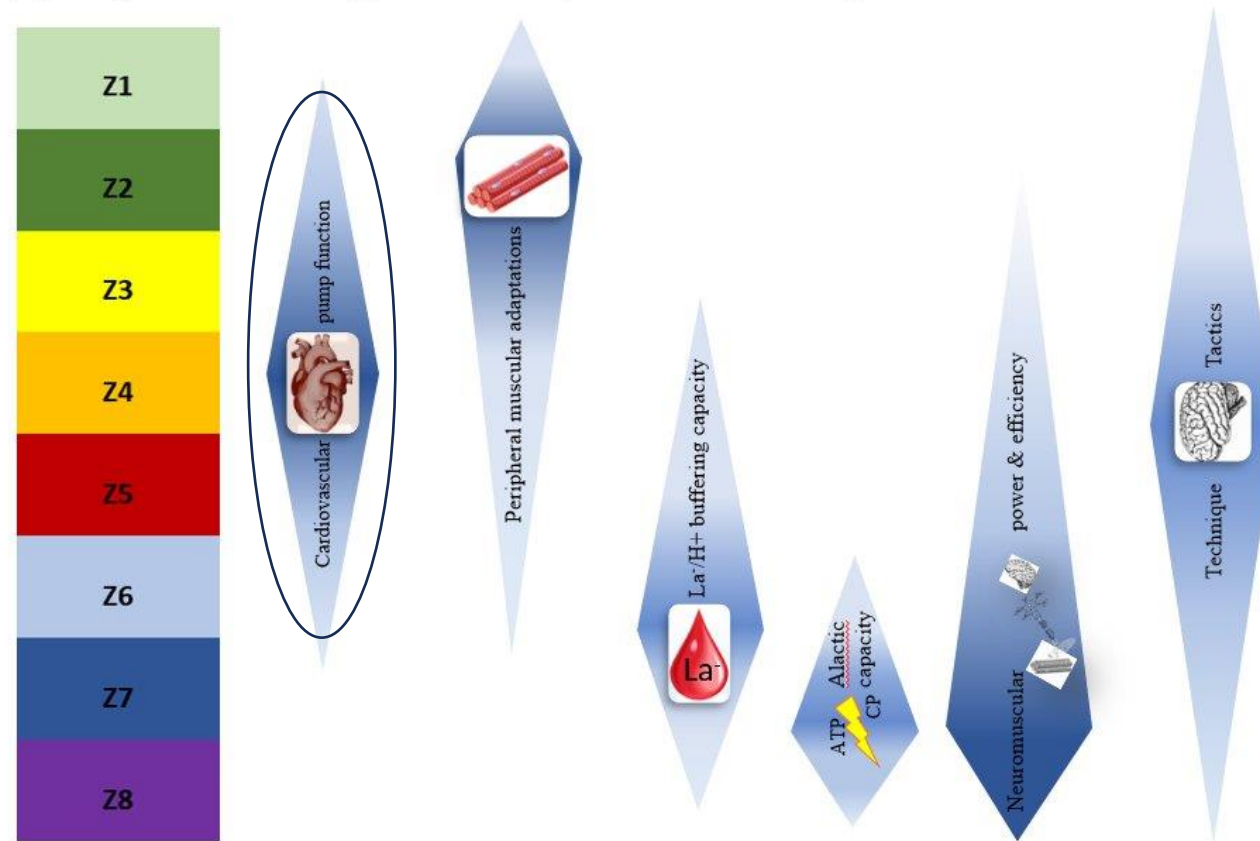 Z1
Z2
Z3
Z4
Z5
Z6
Z7
Z8
Cardiovascular pump function
Peripheral muscular adaptations
La⁻/H+ buffering capacity
La⁻
ATP Alactic
CP capacity
Neuromuscular power & efficiency
Technique Tactics